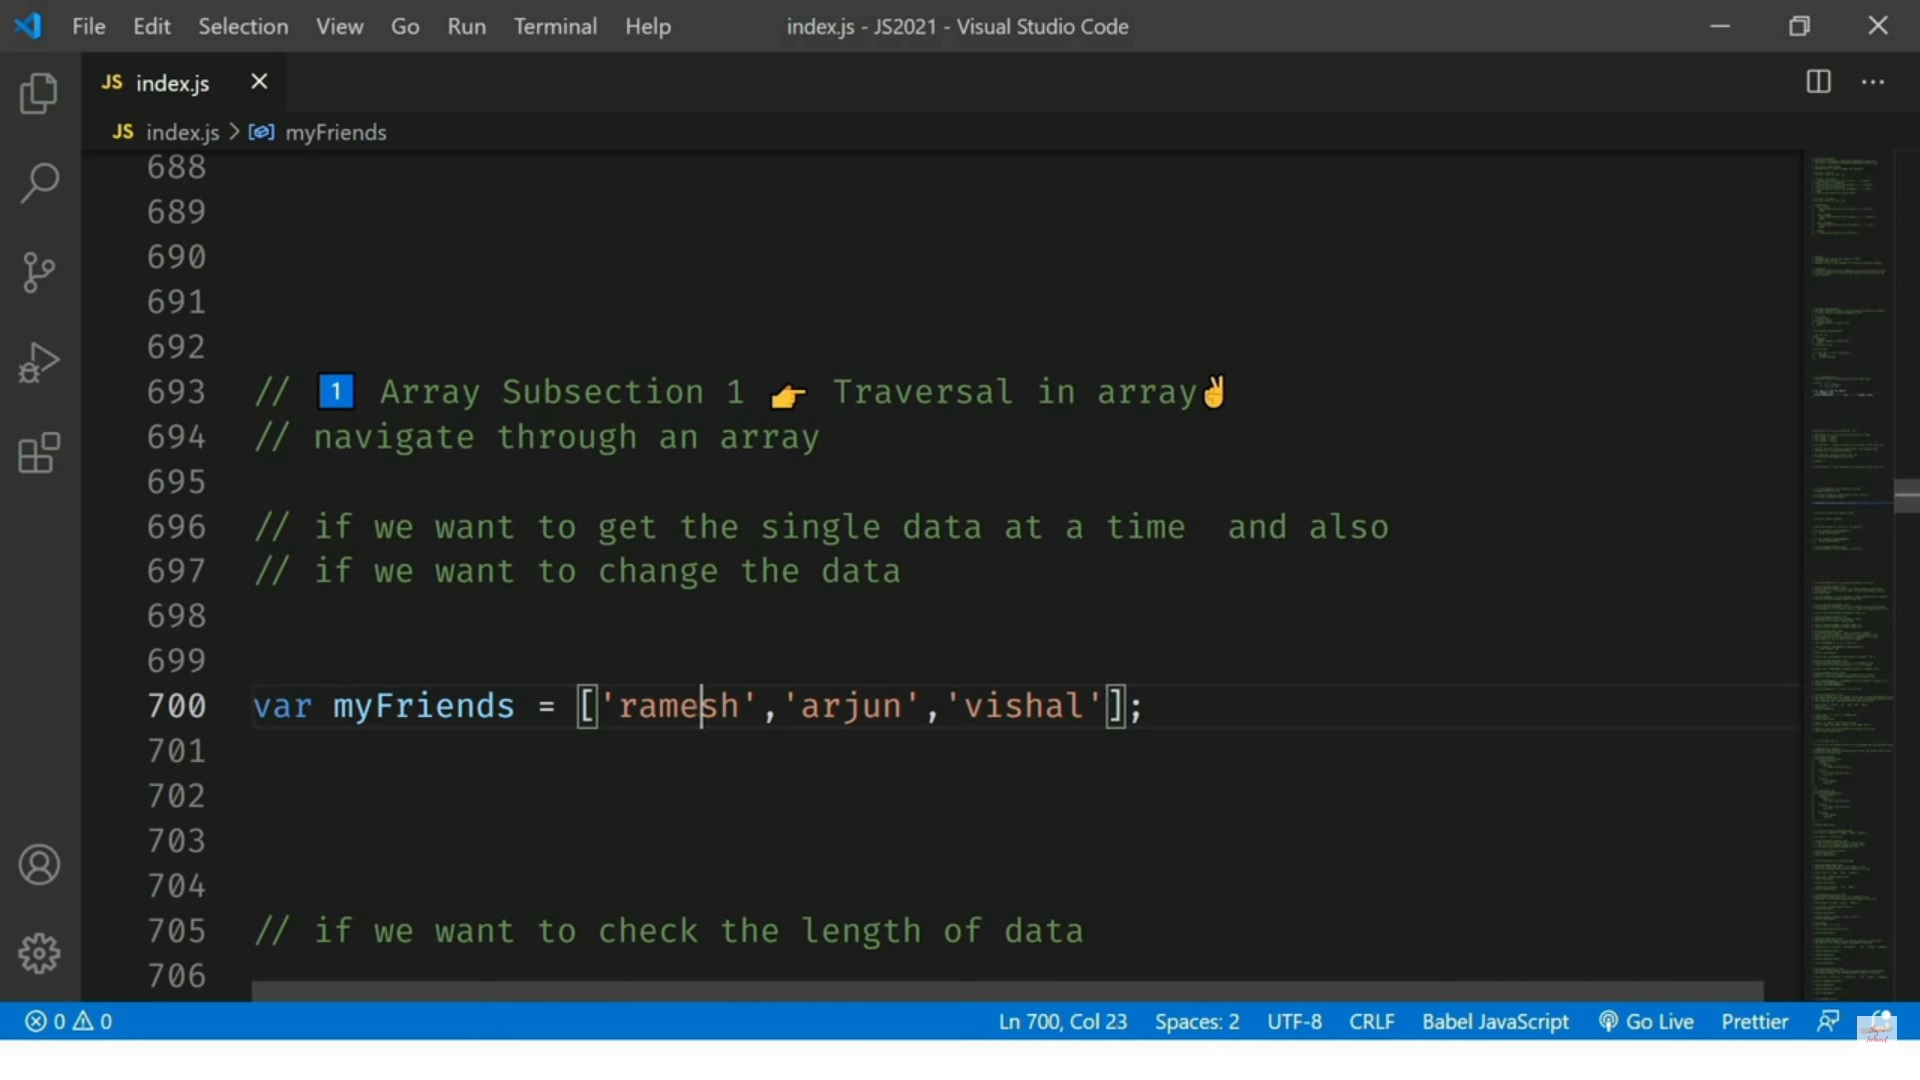 File Edit Selection View Go Run Terminal Help index.js - JS2021 - Visual Studio Code
JS index.js
JS index.js > myFriends
688
689
690
691
692
693 // 1️⃣ Array Subsection 1 👉 Traversal in array✌
694 // navigate through an array
695
696 // if we want to get the single data at a time  and also
697 // if we want to change the data
698
699
700 var myFriends = ['ramesh','arjun','vishal'];
701
702
703
704
705 // if we want to check the length of data
706
0 0 Ln 700, Col 23 Spaces: 2 UTF-8 CRLF Babel JavaScript Go Live Prettier